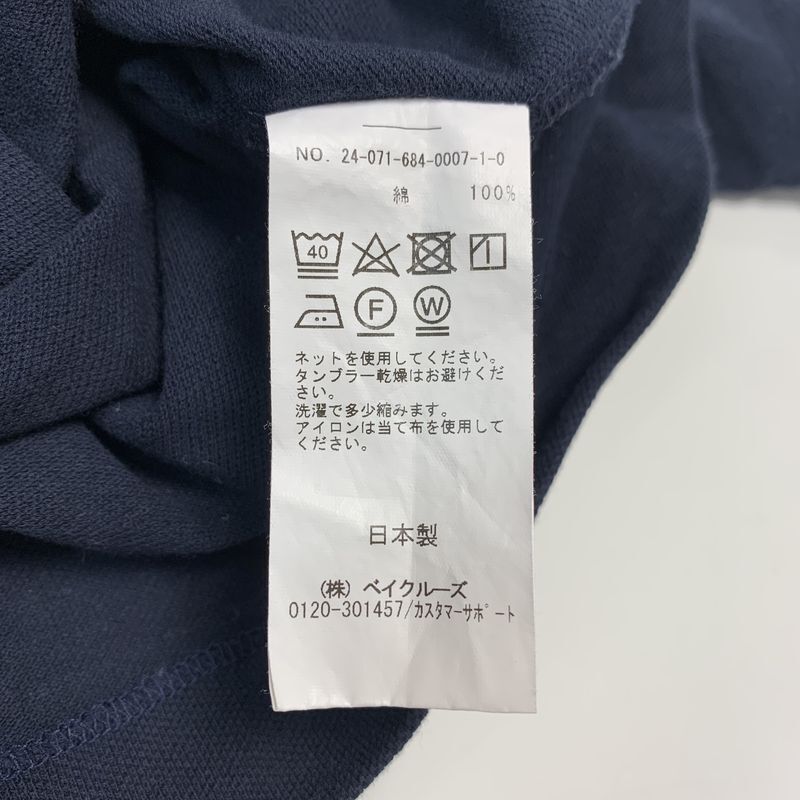 NO. 24-071-684-0007-1-0
綿 100%
40
F W
ネットを使用してください。
タンブラー乾燥はお避けくだ
さい。
洗濯で多少縮みます。
アイロンは当て布を使用して
ください。
日本製
(株) ベイクルーズ
0120-301457/カスタマーサポート